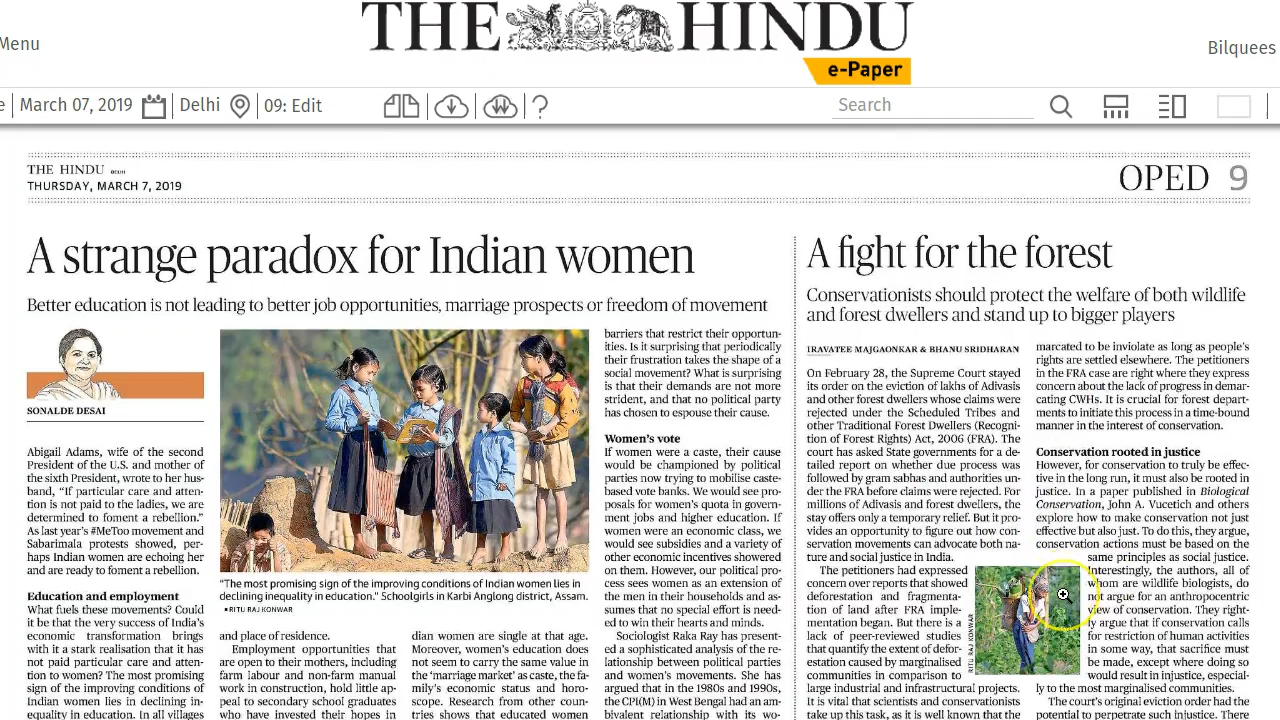 THE HINDU
e-Paper
Menu
Bilquees
March 07, 2019
Delhi
09: Edit
?
Search
THE HINDU
THURSDAY, MARCH 7, 2019
OPED 9
A strange paradox for Indian women
Better education is not leading to better job opportunities, marriage prospects or freedom of movement
SONALDE DESAI
Abigail Adams, wife of the second
President of the U.S. and mother of
the sixth President, wrote to her hus-
band, “If particular care and atten-
tion is not paid to the ladies, we are
determined to foment a rebellion.”
As last year’s #MeToo movement and
Sabarimala protests showed, per-
haps Indian women are echoing her
and are ready to foment a rebellion.
Education and employment
What fuels these movements? Could
it be that the very success of India’s
economic transformation brings
with it a stark realisation that it has
not paid particular care and atten-
tion to women? The most promising
sign of the improving conditions of
Indian women lies in declining in-
equality in education. In all villages
"The most promising sign of the improving conditions of Indian women lies in
declining inequality in education." Schoolgirls in Karbi Anglong district, Assam.
■ RITU RAJ KONWAR
and place of residence.
Employment opportunities that
are open to their mothers, including
farm labour and non-farm manual
work in construction, hold little ap-
peal to secondary school graduates
who have invested their hopes in
dian women are single at that age.
Moreover, women’s education does
not seem to carry the same value in
the ‘marriage market’ as caste, the fa-
mily’s economic status and horo-
scope. Research from other coun-
tries shows that educated women
barriers that restrict their opportun-
ities. Is it surprising that periodically
their frustration takes the shape of a
social movement? What is surprising
is that their demands are not more
strident, and that no political party
has chosen to espouse their cause.
Women’s vote
If women were a caste, their cause
would be championed by political
parties now trying to mobilise caste-
based vote banks. We would see pro-
posals for women’s quota in govern-
ment jobs and higher education. If
women were an economic class, we
would see subsidies and a variety of
other economic incentives showered
on them. However, our political pro-
cess sees women as an extension of
the men in their households and as-
sumes that no special effort is need-
ed to win their hearts and minds.
Sociologist Raka Ray has present-
ed a sophisticated analysis of the re-
lationship between political parties
and women’s movements. She has
argued that in the 1980s and 1990s,
the CPI(M) in West Bengal had an am-
bivalent relationship with its wo-
A fight for the forest
Conservationists should protect the welfare of both wildlife
and forest dwellers and stand up to bigger players
IRAVATEE MAJGAONKAR & BHANU SRIDHARAN
On February 28, the Supreme Court stayed
its order on the eviction of lakhs of Adivasis
and other forest dwellers whose claims were
rejected under the Scheduled Tribes and
other Traditional Forest Dwellers (Recogni-
tion of Forest Rights) Act, 2006 (FRA). The
court has asked State governments for a de-
tailed report on whether due process was
followed by gram sabhas and authorities un-
der the FRA before claims were rejected. For
millions of Adivasis and forest dwellers, the
stay offers only a temporary relief. But it pro-
vides an opportunity to figure out how con-
servation movements can advocate both na-
ture and social justice in India.
The petitioners had expressed
concern over reports that showed
deforestation and fragmenta-
tion of land after FRA imple-
mentation began. But there is a
lack of peer-reviewed studies
that quantify the extent of defor-
estation caused by marginalised
communities in comparison to
large industrial and infrastructural projects.
It is vital that scientists and conservationists
take up this task, as it is well known that the
RITU RAJ KONWAR
marcated to be inviolate as long as people’s
rights are settled elsewhere. The petitioners
in the FRA case are right where they express
concern about the lack of progress in demar-
cating CWHs. It is crucial for forest depart-
ments to initiate this process in a time-bound
manner in the interest of conservation.
Conservation rooted in justice
However, for conservation to truly be effec-
tive in the long run, it must also be rooted in
justice. In a paper published in Biological
Conservation, John A. Vucetich and others
explore how to make conservation not just
effective but also just. To do this, they argue,
conservation actions must be based on the
same principles as social justice.
Interestingly, the authors, all of
whom are wildlife biologists, do
not argue for an anthropocentric
view of conservation. They right-
ly argue that if conservation calls
for restriction of human activities
in some way, that sacrifice must
be made, except where doing so
would result in injustice, especial-
ly to the most marginalised communities.
The court’s original eviction order had the
potential to perpetuate such injustice. There